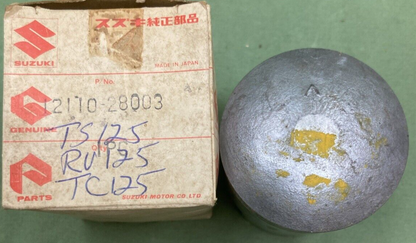 スズキ純正部品
SUZUKI
P No.
MADE IN JAPAN
12110-28003
GENUINE
TS125
RV125
TC125
PARTS
SUZUKI MOTOR CO., LTD